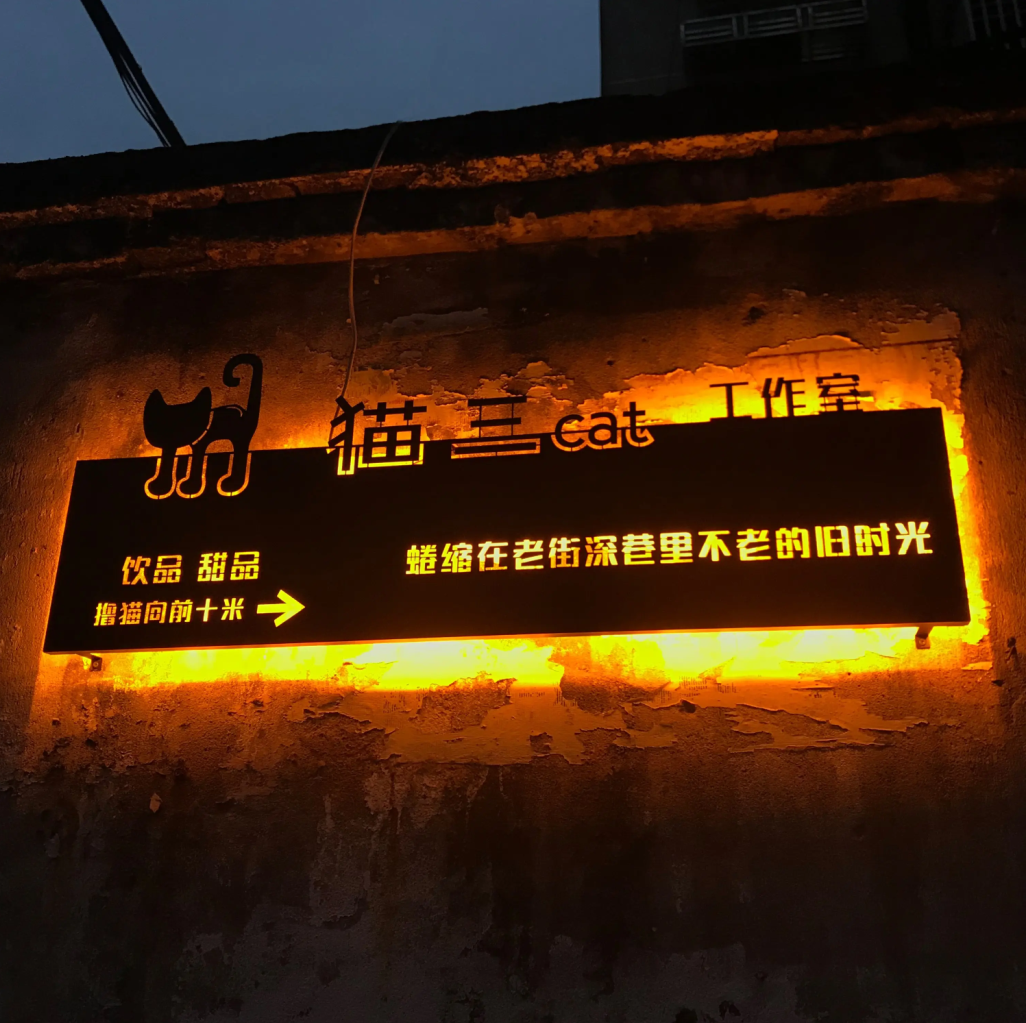 猫三cat 工作室
饮品 甜品
撸猫向前十米
蜷缩在老街深巷里不老的旧时光